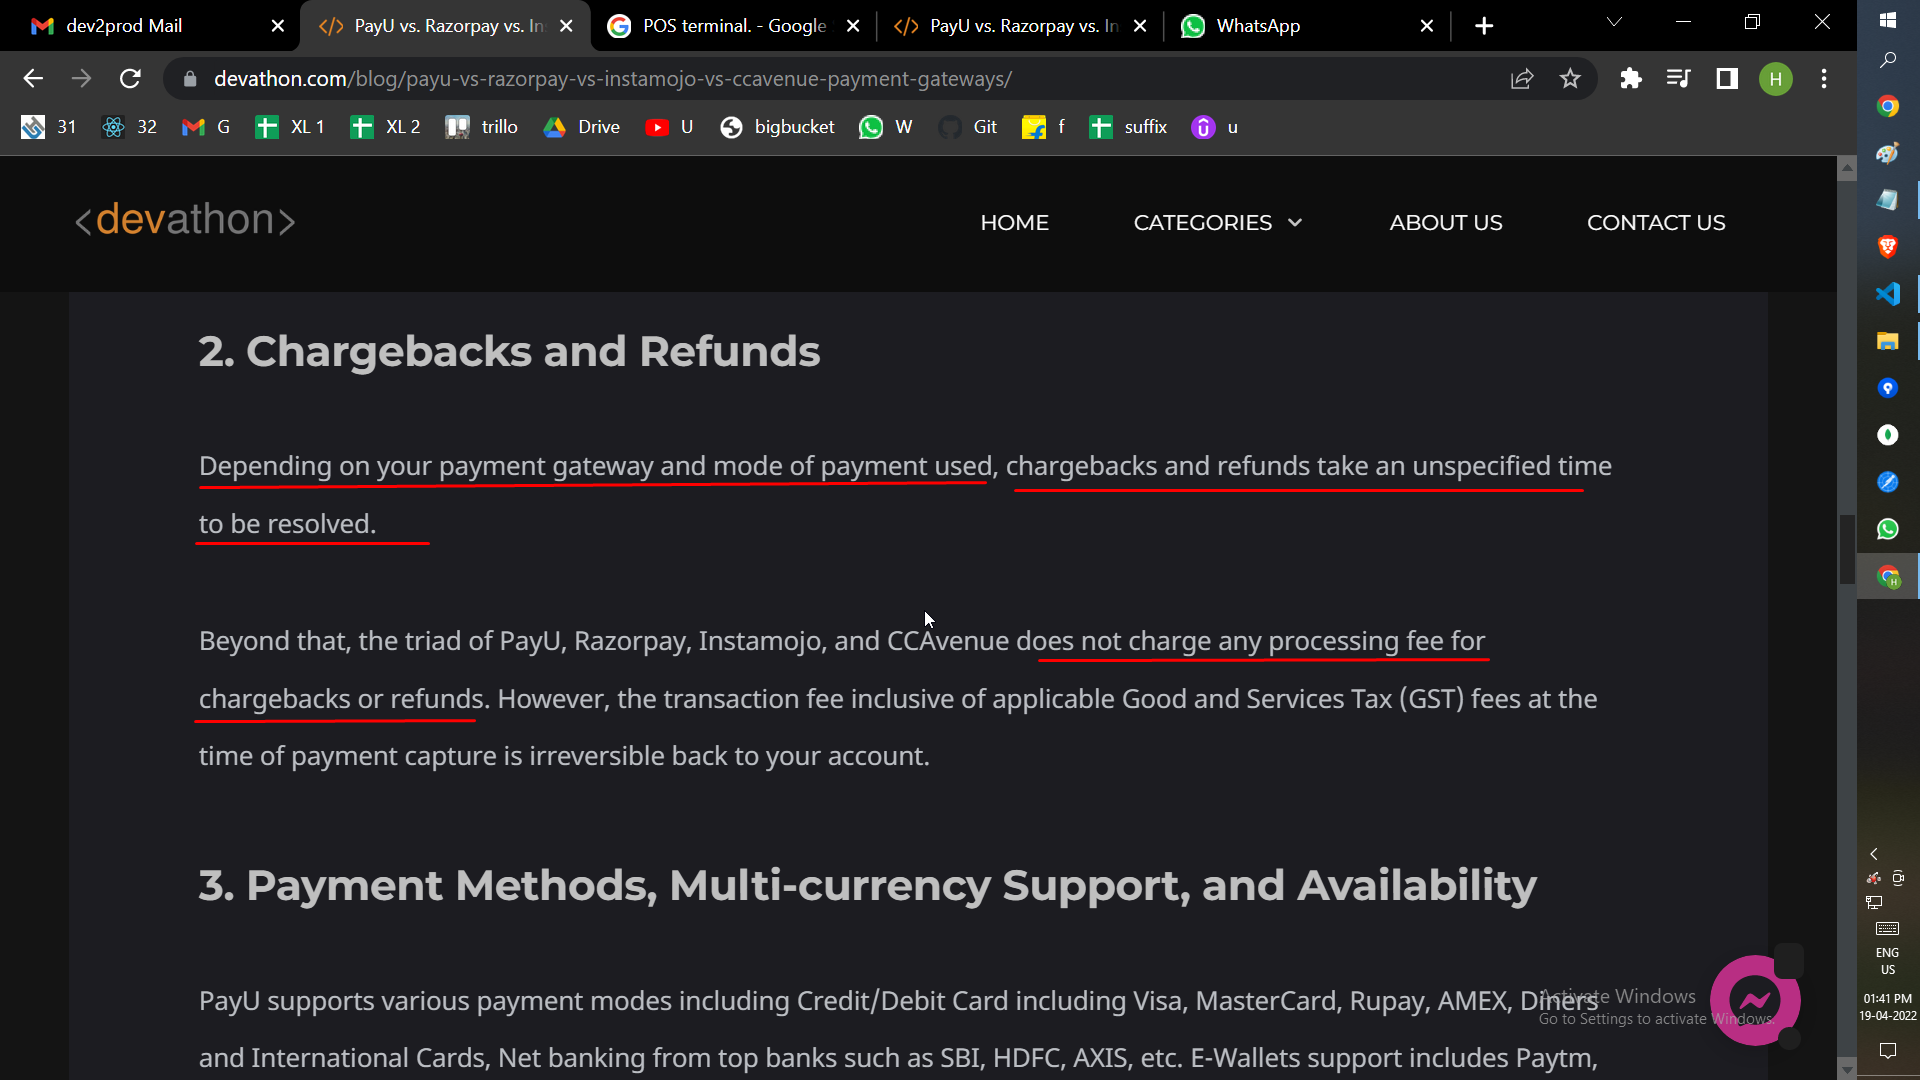 dev2prod Mail
PayU vs. Razorpay vs. In
POS terminal. - Google
PayU vs. Razorpay vs. In
WhatsApp
devathon.com/blog/payu-vs-razorpay-vs-instamojo-vs-ccavenue-payment-gateways/
H
31
32
G
XL 1
XL 2
trillo
Drive
U
bigbucket
W
Git
f
suffix
u
<devathon>
HOME
CATEGORIES
ABOUT US
CONTACT US
2. Chargebacks and Refunds
Depending on your payment gateway and mode of payment used, chargebacks and refunds take an unspecified time
to be resolved.
Beyond that, the triad of PayU, Razorpay, Instamojo, and CCAvenue does not charge any processing fee for
chargebacks or refunds. However, the transaction fee inclusive of applicable Good and Services Tax (GST) fees at the
time of payment capture is irreversible back to your account.
3. Payment Methods, Multi-currency Support, and Availability
PayU supports various payment modes including Credit/Debit Card including Visa, MasterCard, Rupay, AMEX, Diners
and International Cards, Net banking from top banks such as SBI, HDFC, AXIS, etc. E-Wallets support includes Paytm,
Activate Windows
Go to Settings to activate Windows.
ENG
US
01:41 PM
19-04-2022